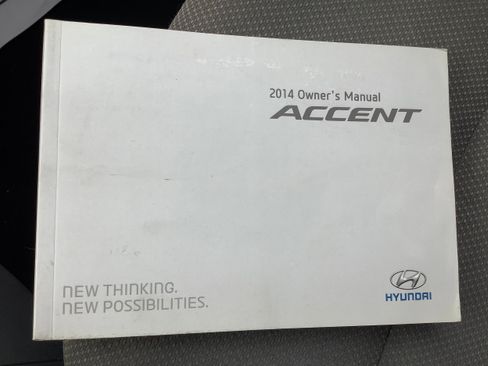 2014 Owner's Manual
ACCENT
NEW THINKING.
NEW POSSIBILITIES.
HYUNDAI